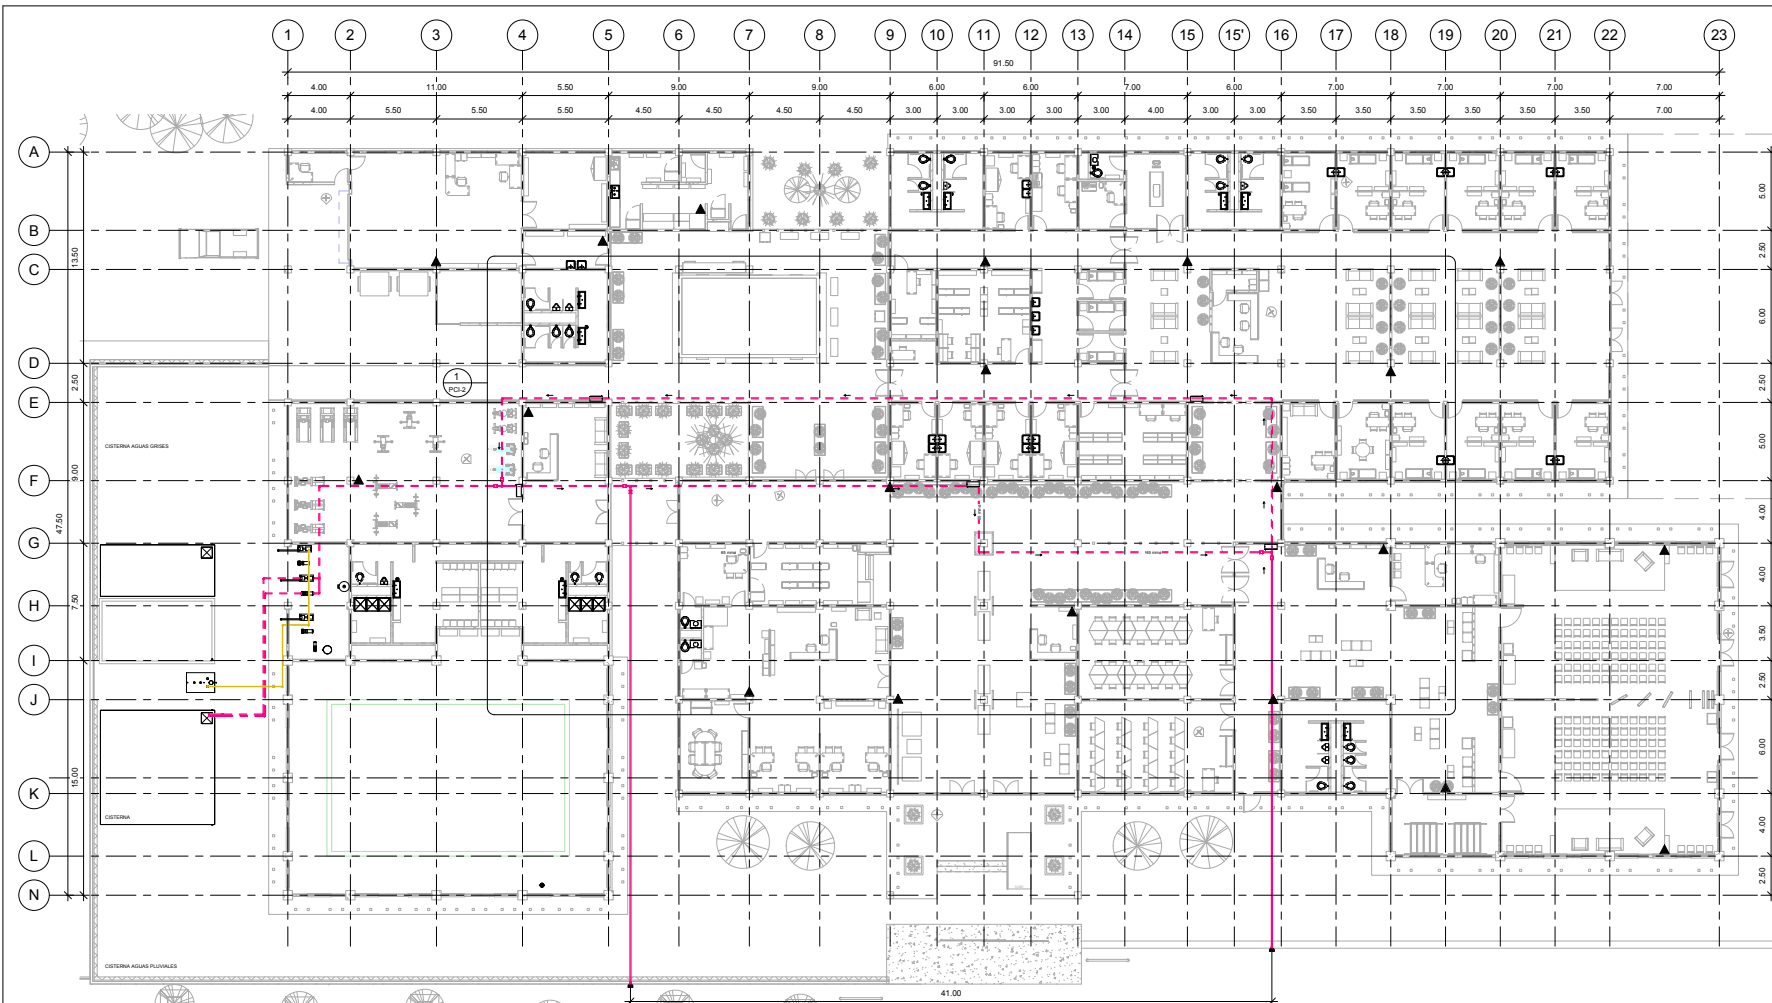 1 2 3 4 5 6 7 8 9 10 11 12 13 14 15 15' 16 17 18 19 20 21 22 23
91.50
4.00 11.00 5.50 9.00 9.00 6.00 6.00 7.00 6.00 7.00 7.00 7.00 7.00
4.00 5.50 5.50 5.50 4.50 4.50 4.50 4.50 3.00 3.00 3.00 3.00 3.00 4.00 3.00 3.00 3.50 3.50 3.50 3.50 3.50 3.50 7.00
A
5.00
B
13.50
2.50
C
6.00
D
1
PCI-2
2.50
2.50
E
CISTERNA AGUAS GRISES
5.00
9.00
F
47.50
4.00
G
4.00
7.50
H
3.50
I
2.50
J
6.00
15.00
K
CISTERNA
4.00
L
2.50
N
CISTERNA AGUAS PLUVIALES
41.00